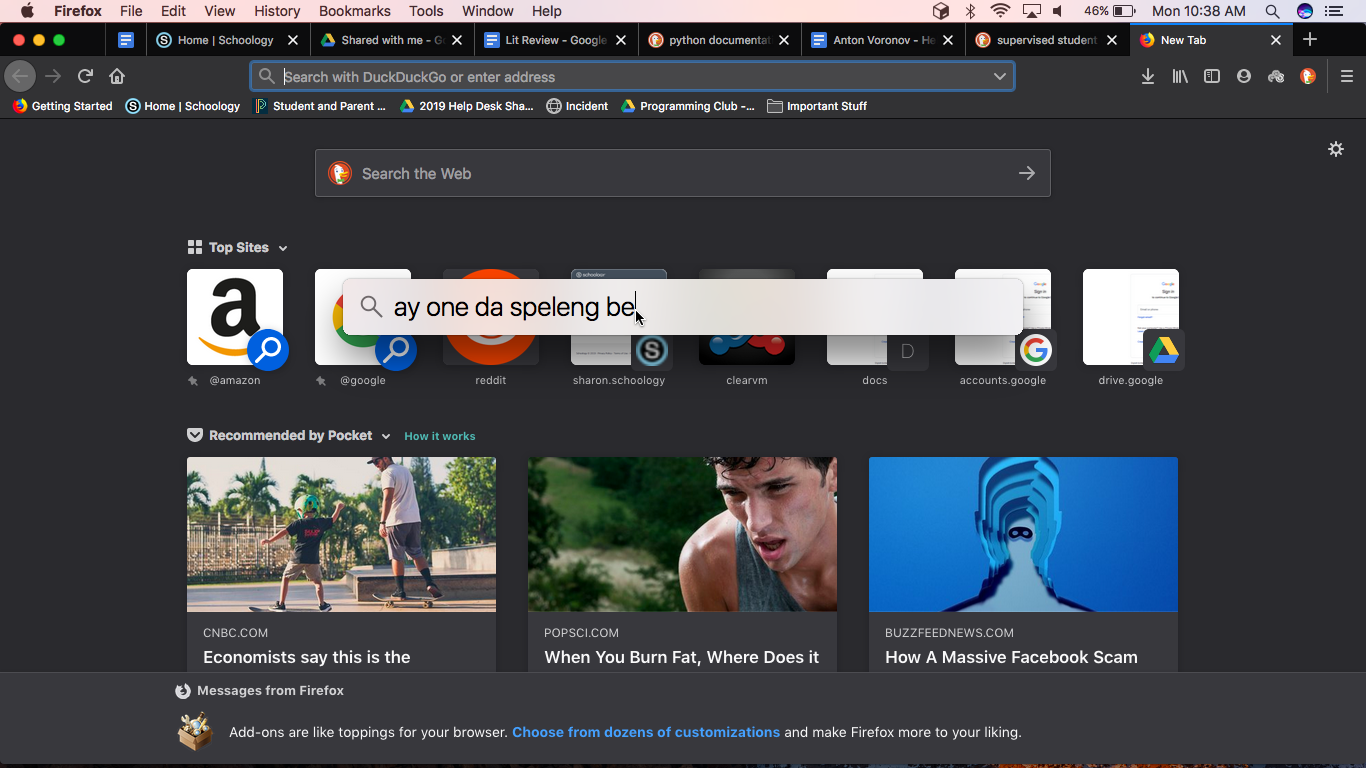 Firefox File Edit View History Bookmarks Tools Window Help 46% Mon 10:38 AM
Home | Schoology Shared with me - Go Lit Review - Google python documentat Anton Voronov - He supervised student New Tab
Search with DuckDuckGo or enter address
Getting Started Home | Schoology Student and Parent ... 2019 Help Desk Sha... Incident Programming Club -... Important Stuff
Search the Web
Top Sites
ay one da speleng be
@amazon @google reddit sharon.schoology clearvm docs accounts.google drive.google
Recommended by Pocket How it works
CNBC.COM POPSCI.COM BUZZFEEDNEWS.COM
Economists say this is the When You Burn Fat, Where Does it How A Massive Facebook Scam
Messages from Firefox
Add-ons are like toppings for your browser. Choose from dozens of customizations and make Firefox more to your liking.